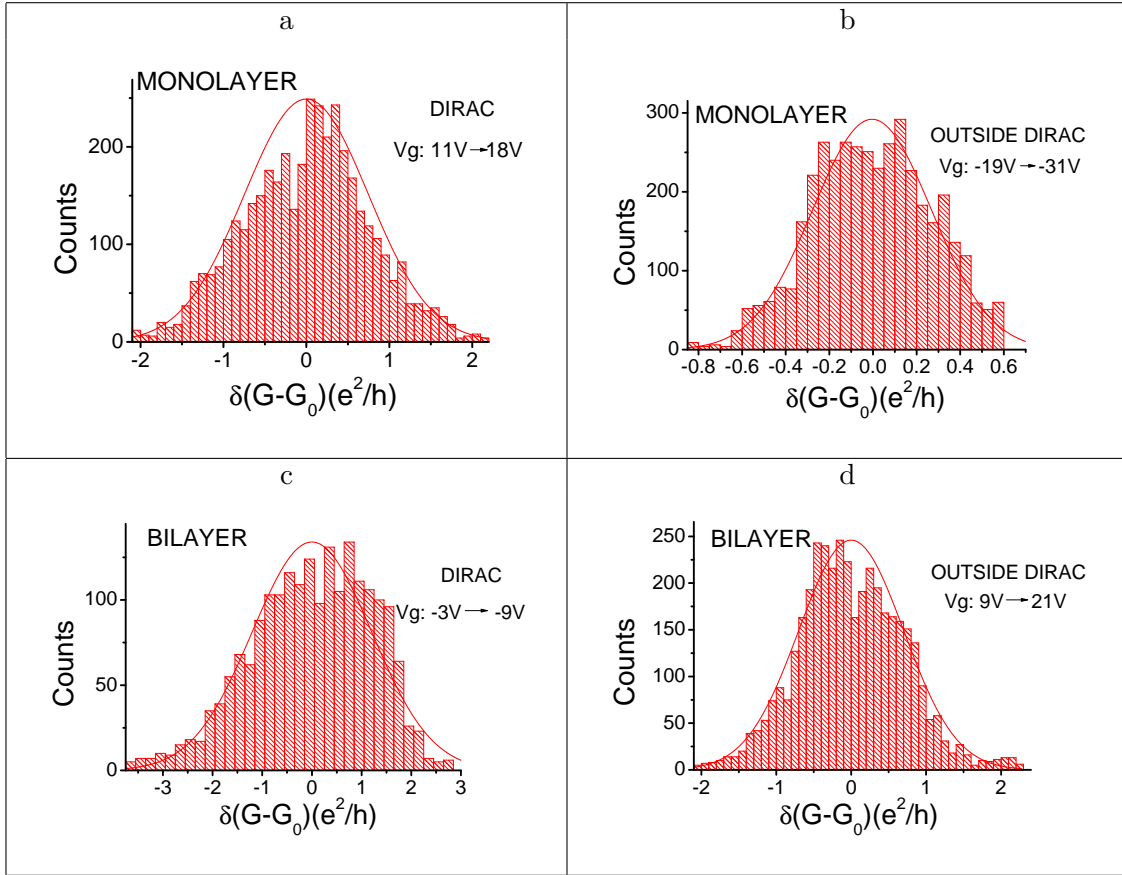 a
MONOLAYER
DIRAC
Vg: 11V→18V
Counts
200
100
0
-2 -1 0 1 2
δ(G-G₀)(e²/h)
b
MONOLAYER
OUTSIDE DIRAC
Vg: -19V→-31V
Counts
300
200
100
0
-0.8 -0.6 -0.4 -0.2 0.0 0.2 0.4 0.6
δ(G-G₀)(e²/h)
c
BILAYER
DIRAC
Vg: -3V→-9V
Counts
100
50
0
-3 -2 -1 0 1 2 3
δ(G-G₀)(e²/h)
d
BILAYER
OUTSIDE DIRAC
Vg: 9V→21V
Counts
250
200
150
100
50
0
-2 -1 0 1 2
δ(G-G₀)(e²/h)